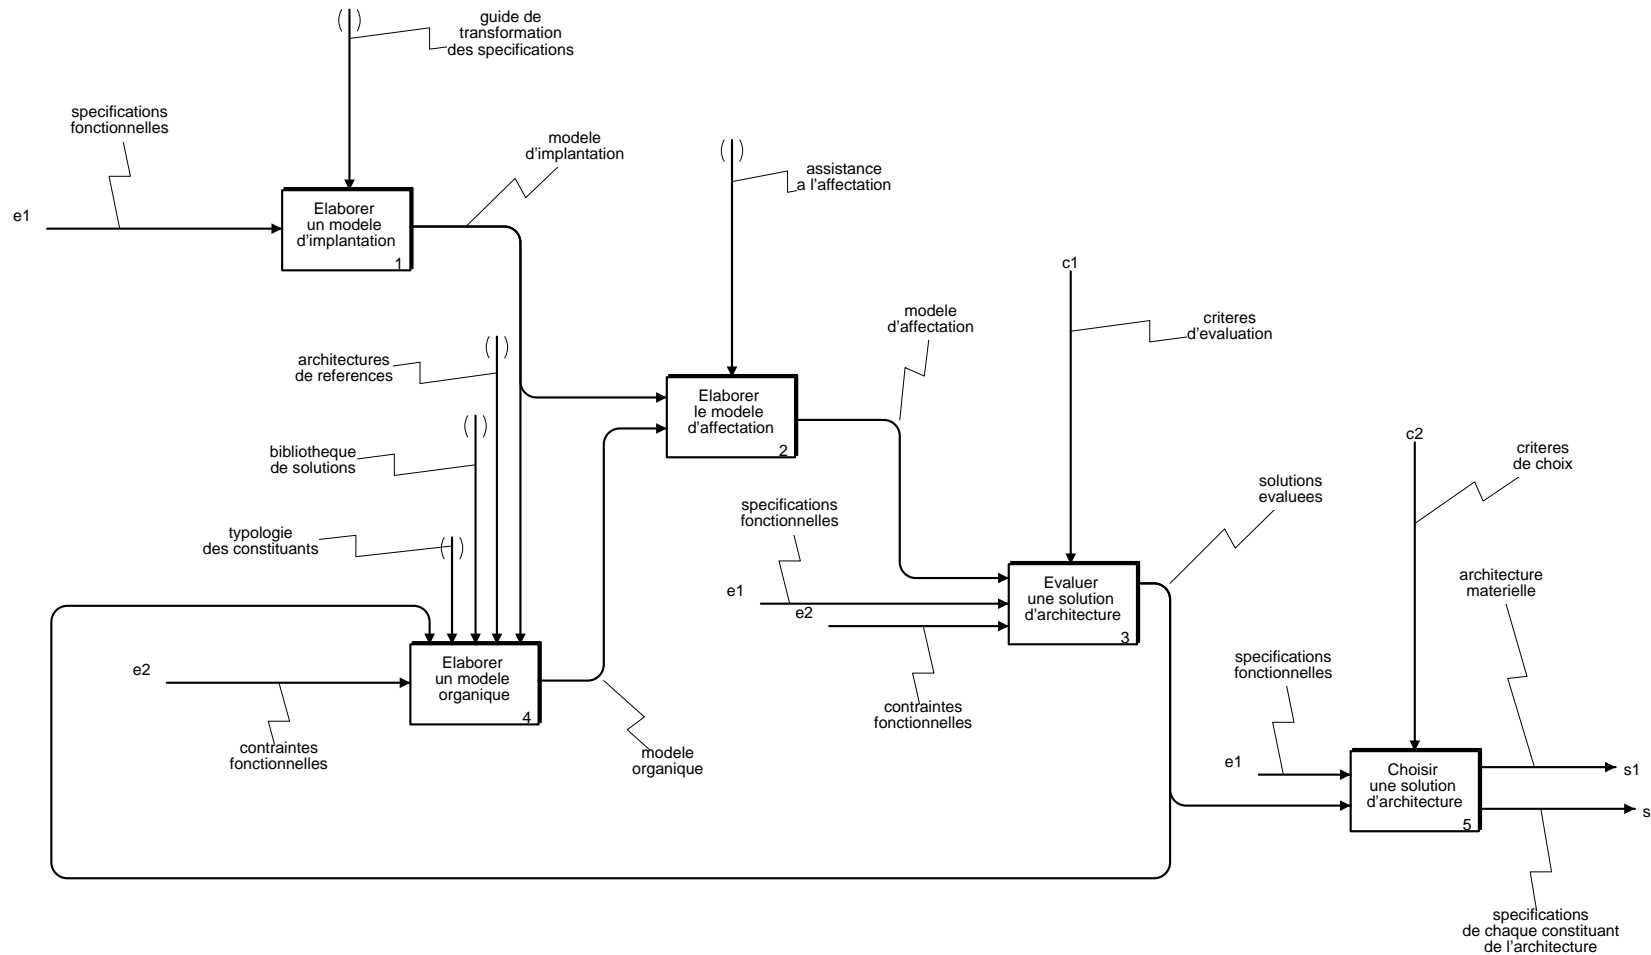 guide de
transformation
des specifications
specifications
fonctionnelles
modele
d'implantation
assistance
a l'affectation
e1
Elaborer
un modele
d'implantation
1
c1
criteres
d'evaluation
modele
d'affectation
architectures
de references
Elaborer
le modele
d'affectation
2
bibliotheque
de solutions
c2
criteres
de choix
solutions
evaluees
specifications
fonctionnelles
typologie
des constituants
e1
e2
Evaluer
une solution
d'architecture
3
architecture
materielle
e2
Elaborer
un modele
organique
4
contraintes
fonctionnelles
specifications
fonctionnelles
contraintes
fonctionnelles
modele
organique
e1
Choisir
une solution
d'architecture
5
s1
s
specifications
de chaque constituant
de l'architecture